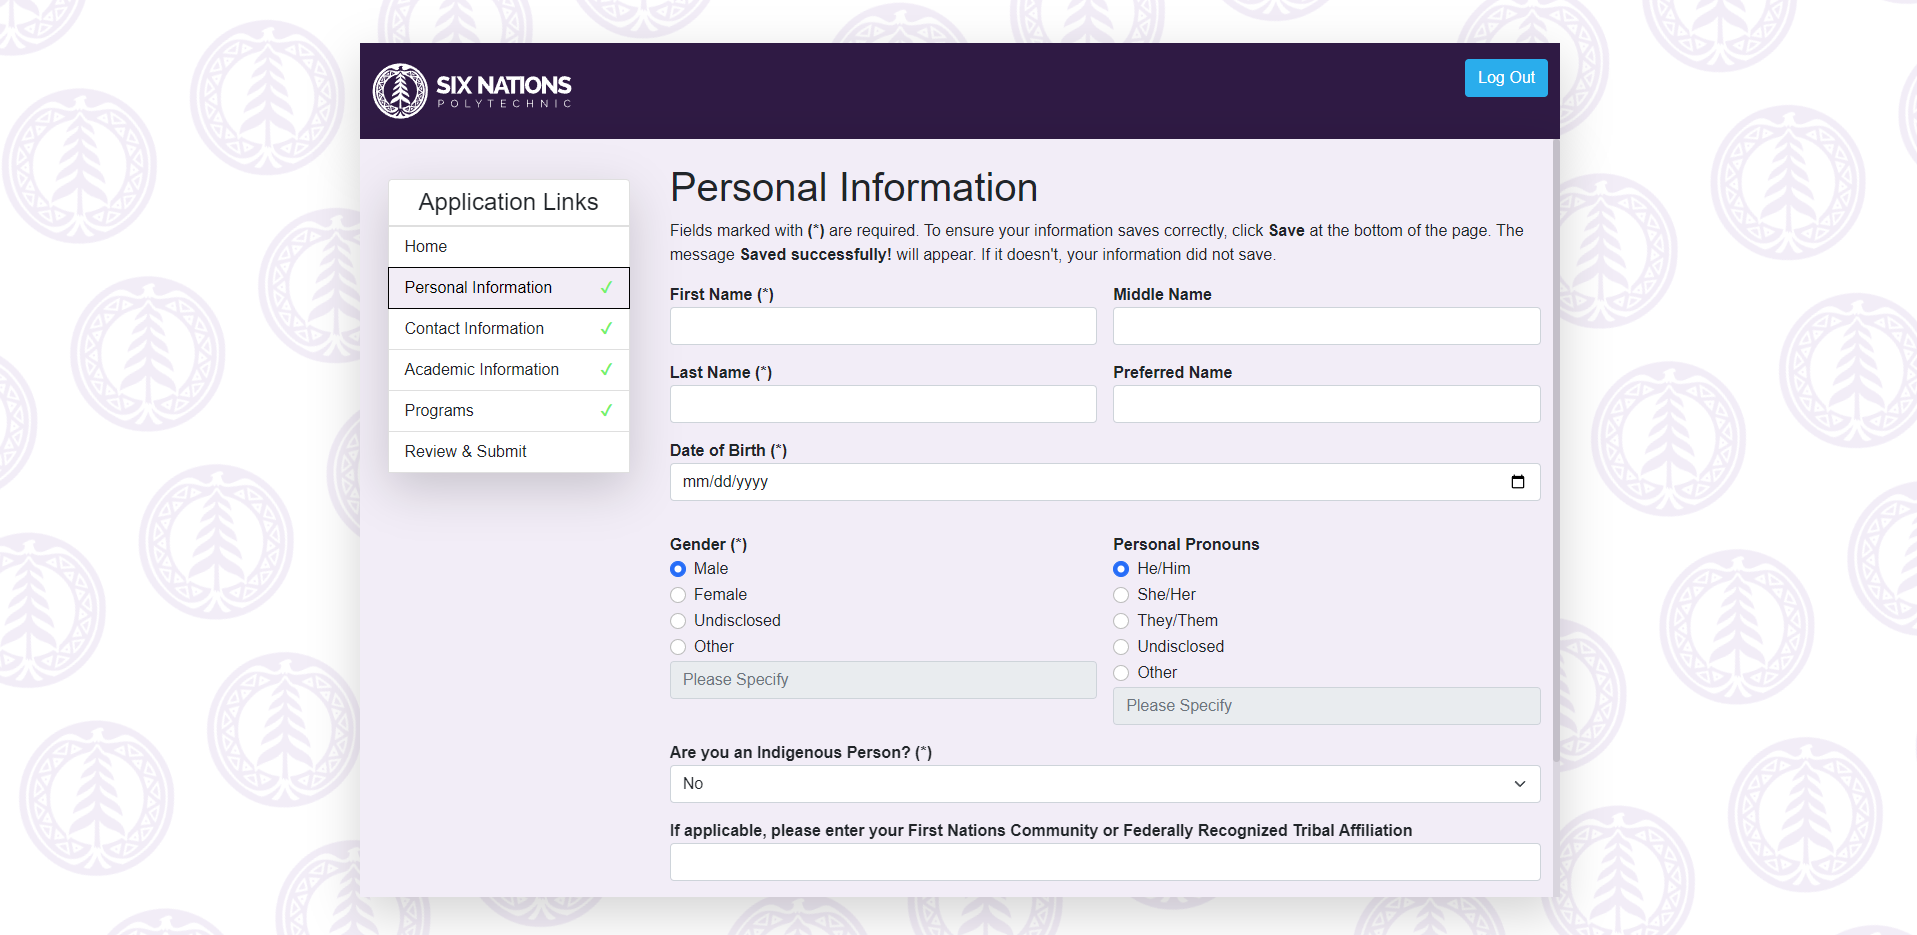 SIX NATIONS
POLYTECHNIC
Log Out
Application Links
Home
Personal Information
Contact Information
Academic Information
Programs
Review & Submit
Personal Information
Fields marked with (*) are required. To ensure your information saves correctly, click Save at the bottom of the page. The
message Saved successfully! will appear. If it doesn't, your information did not save.
First Name (*)
Middle Name
Last Name (*)
Preferred Name
Date of Birth (*)
mm/dd/yyyy
Gender (*)
Male
Female
Undisclosed
Other
Please Specify
Personal Pronouns
He/Him
She/Her
They/Them
Undisclosed
Other
Please Specify
Are you an Indigenous Person? (*)
No
If applicable, please enter your First Nations Community or Federally Recognized Tribal Affiliation